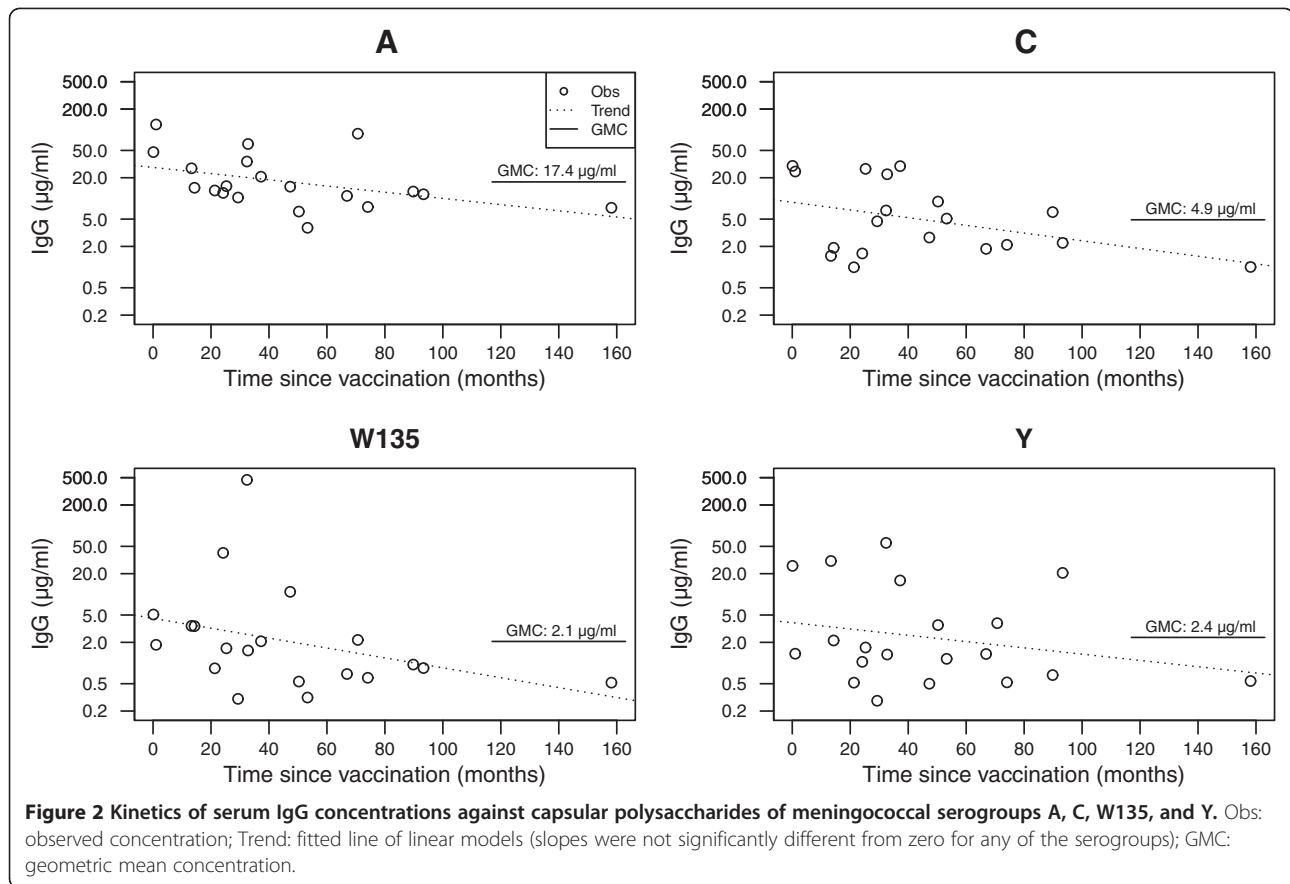 A
500.0
200.0
50.0
20.0
5.0
2.0
0.5
0.2
IgG (µg/ml)
Obs
Trend
GMC
GMC: 17.4 µg/ml
0 20 40 60 80 100 120 140 160
Time since vaccination (months)
C
500.0
200.0
50.0
20.0
5.0
2.0
0.5
0.2
IgG (µg/ml)
GMC: 4.9 µg/ml
0 20 40 60 80 100 120 140 160
Time since vaccination (months)
W135
500.0
200.0
50.0
20.0
5.0
2.0
0.5
0.2
IgG (µg/ml)
GMC: 2.1 µg/ml
0 20 40 60 80 100 120 140 160
Time since vaccination (months)
Y
500.0
200.0
50.0
20.0
5.0
2.0
0.5
0.2
IgG (µg/ml)
GMC: 2.4 µg/ml
0 20 40 60 80 100 120 140 160
Time since vaccination (months)
Figure 2 Kinetics of serum IgG concentrations against capsular polysaccharides of meningococcal serogroups A, C, W135, and Y. Obs:
observed concentration; Trend: fitted line of linear models (slopes were not significantly different from zero for any of the serogroups); GMC:
geometric mean concentration.